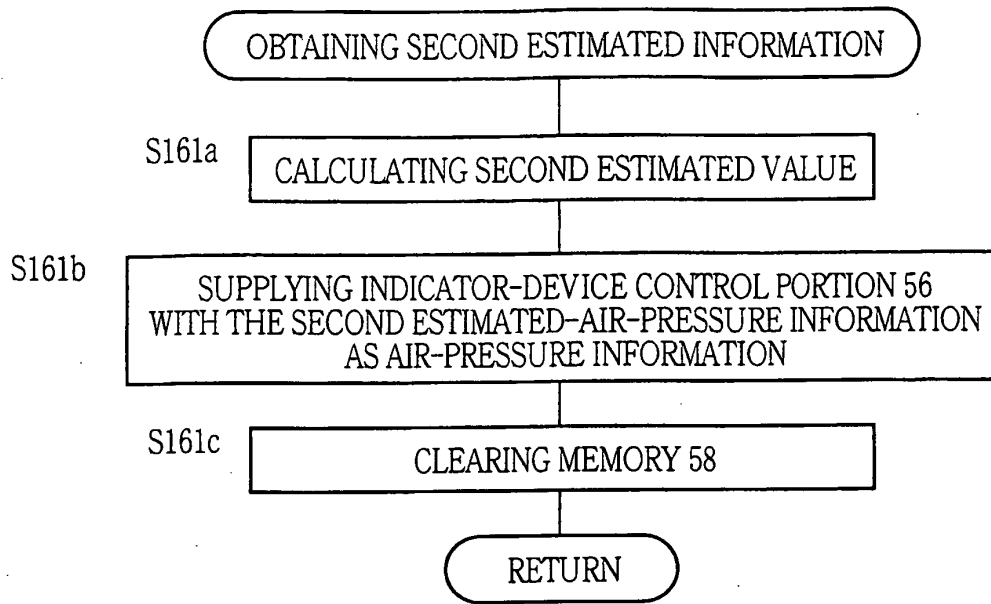 OBTAINING SECOND ESTIMATED INFORMATION
S161a
CALCULATING SECOND ESTIMATED VALUE
S161b
SUPPLYING INDICATOR-DEVICE CONTROL PORTION 56
WITH THE SECOND ESTIMATED-AIR-PRESSURE INFORMATION
AS AIR-PRESSURE INFORMATION
S161c
CLEARING MEMORY 58
RETURN